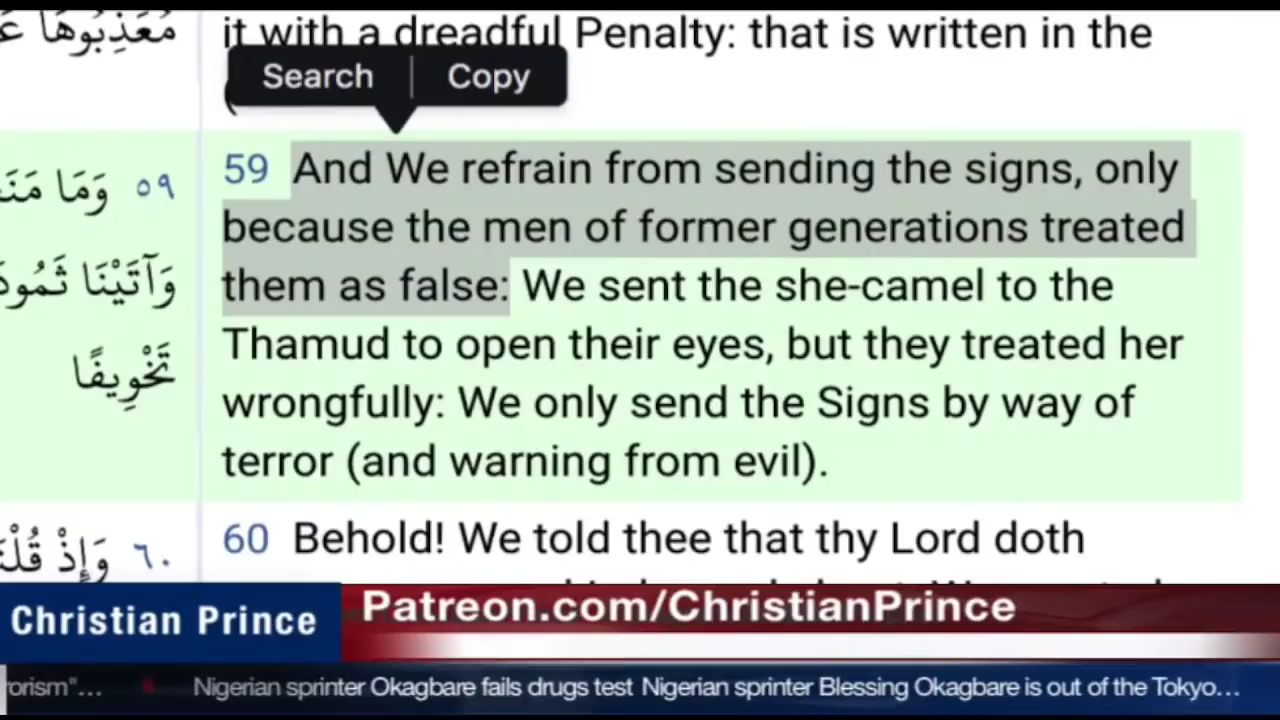 مُعَذِّبُوهَا
it with a dreadful Penalty: that is written in the
Search | Copy
(
59 And We refrain from sending the signs, only
because the men of former generations treated
them as false: We sent the she-camel to the
Thamud to open their eyes, but they treated her
wrongfully: We only send the Signs by way of
terror (and warning from evil).
٥٩ وَمَا
وَآتَيْنَا
تَخْوِيفًا
60 Behold! We told thee that thy Lord doth
٦٠ وَإِذْ
Christian Prince
Patreon.com/ChristianPrince
rorism"... Nigerian sprinter Okagbare fails drugs test Nigerian sprinter Blessing Okagbare is out of the Tokyo...